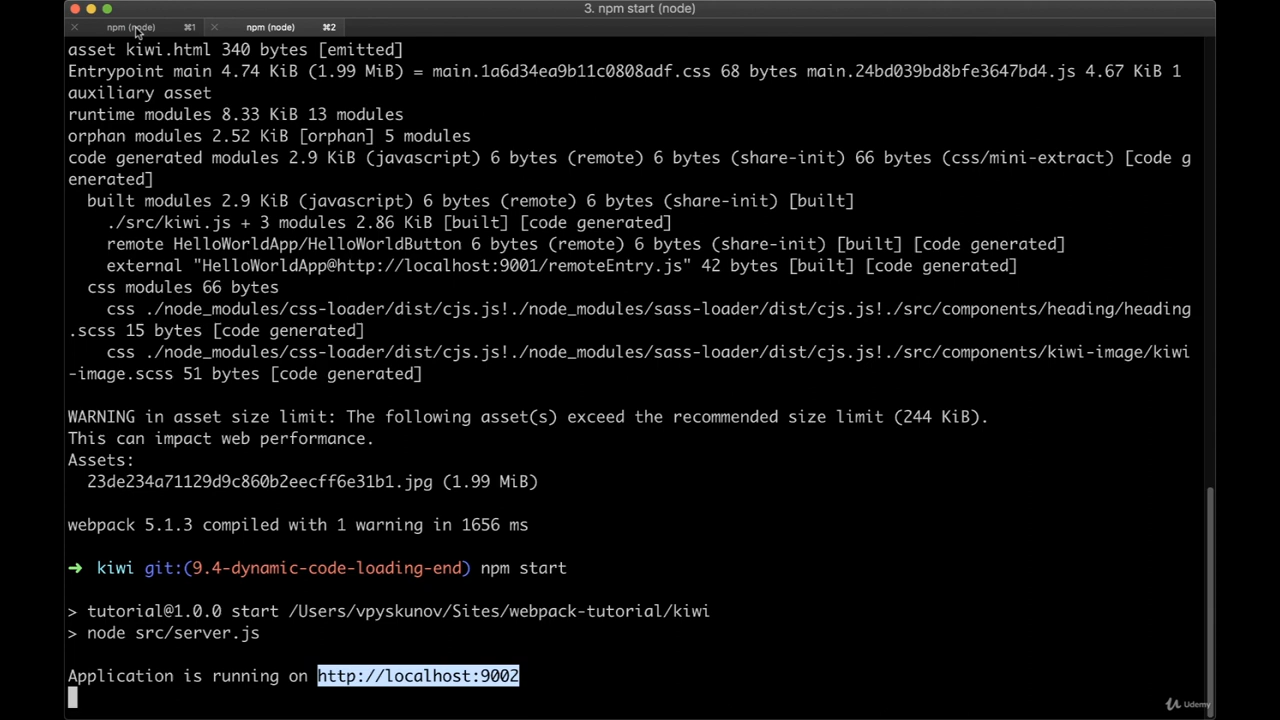 3. npm start (node)
npm (node) ⌘1 npm (node) ⌘2
asset kiwi.html 340 bytes [emitted]
Entrypoint main 4.74 KiB (1.99 MiB) = main.1a6d34ea9b11c0808adf.css 68 bytes main.24bd039bd8bfe3647bd4.js 4.67 KiB 1
auxiliary asset
runtime modules 8.33 KiB 13 modules
orphan modules 2.52 KiB [orphan] 5 modules
code generated modules 2.9 KiB (javascript) 6 bytes (remote) 6 bytes (share-init) 66 bytes (css/mini-extract) [code g
enerated]
built modules 2.9 KiB (javascript) 6 bytes (remote) 6 bytes (share-init) [built]
./src/kiwi.js + 3 modules 2.86 KiB [built] [code generated]
remote HelloWorldApp/HelloWorldButton 6 bytes (remote) 6 bytes (share-init) [built] [code generated]
external "HelloWorldApp@http://localhost:9001/remoteEntry.js" 42 bytes [built] [code generated]
css modules 66 bytes
css ./node_modules/css-loader/dist/cjs.js!./node_modules/sass-loader/dist/cjs.js!./src/components/heading/heading
.scss 15 bytes [code generated]
css ./node_modules/css-loader/dist/cjs.js!./node_modules/sass-loader/dist/cjs.js!./src/components/kiwi-image/kiwi
-image.scss 51 bytes [code generated]
WARNING in asset size limit: The following asset(s) exceed the recommended size limit (244 KiB).
This can impact web performance.
Assets:
23de234a71129d9c860b2eecff6e31b1.jpg (1.99 MiB)
webpack 5.1.3 compiled with 1 warning in 1656 ms
➜ kiwi git:(9.4-dynamic-code-loading-end) npm start
> tutorial@1.0.0 start /Users/vpyskunov/Sites/webpack-tutorial/kiwi
> node src/server.js
Application is running on http://localhost:9002
Udemy